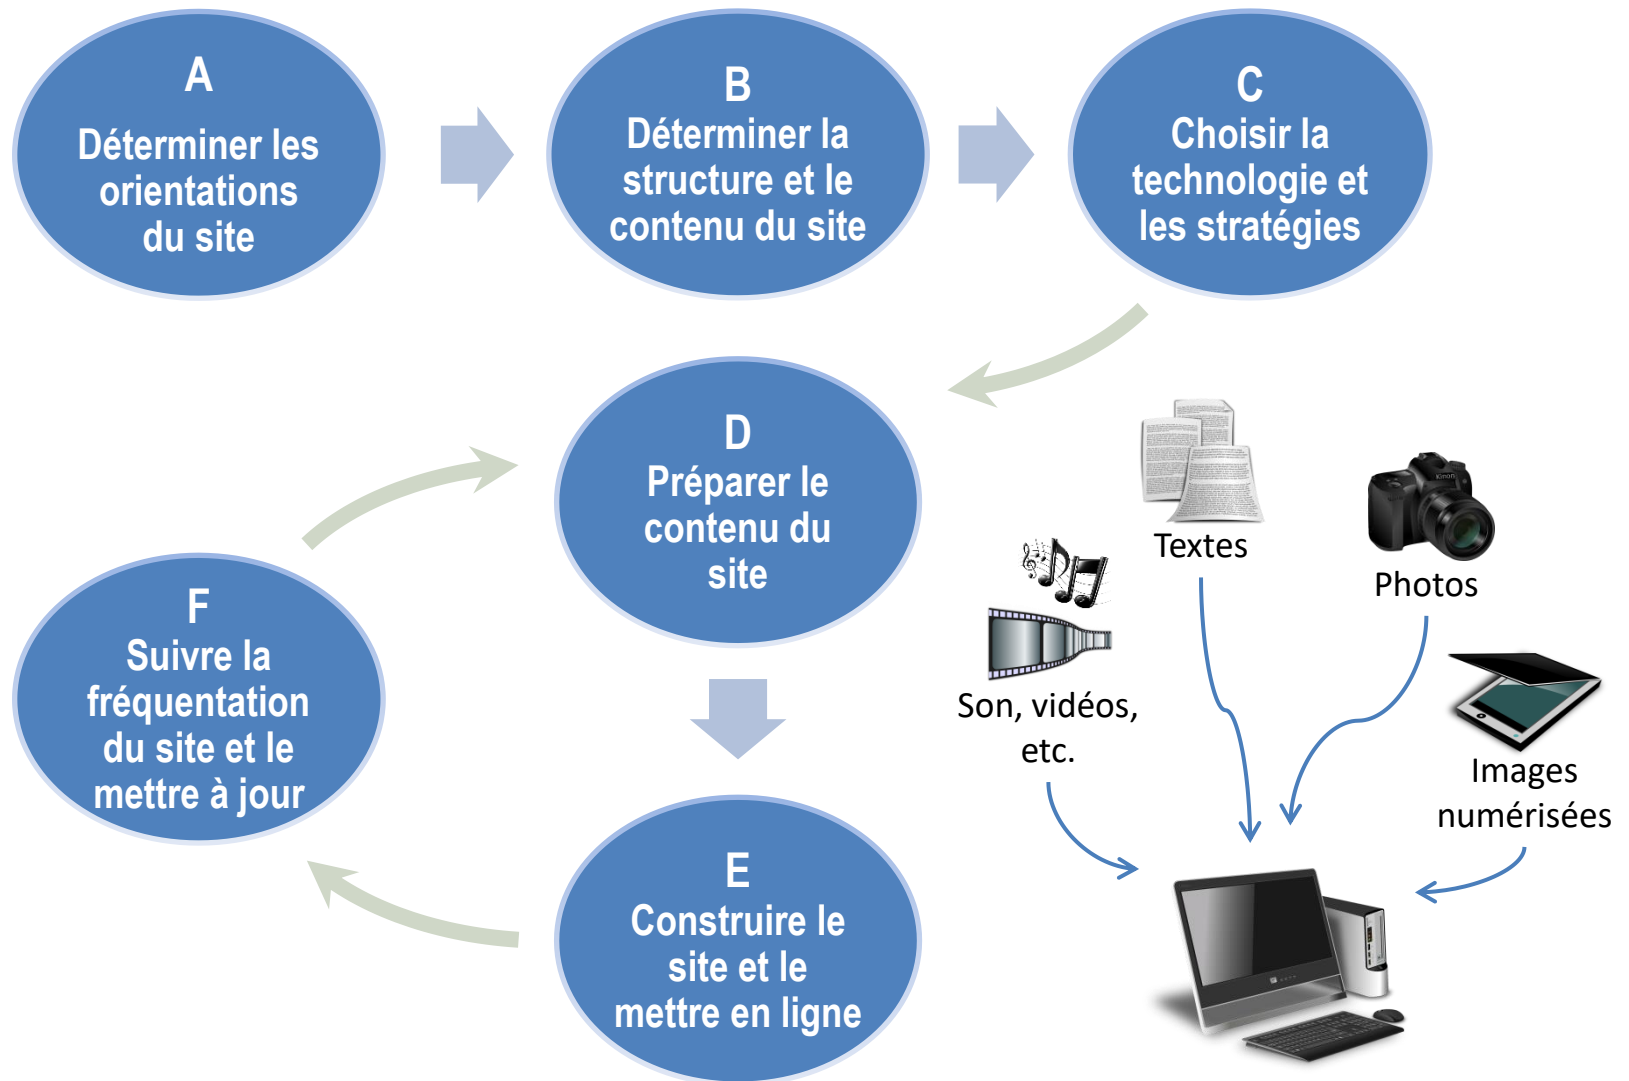 A
Déterminer les
orientations
du site
B
Déterminer la
structure et le
contenu du site
C
Choisir la
technologie et
les stratégies
D
Préparer le
contenu du
site
E
Construire le
site et le
mettre en ligne
F
Suivre la
fréquentation
du site et le
mettre à jour
Textes
Kinon
Photos
Son, vidéos,
etc.
Images
numérisées